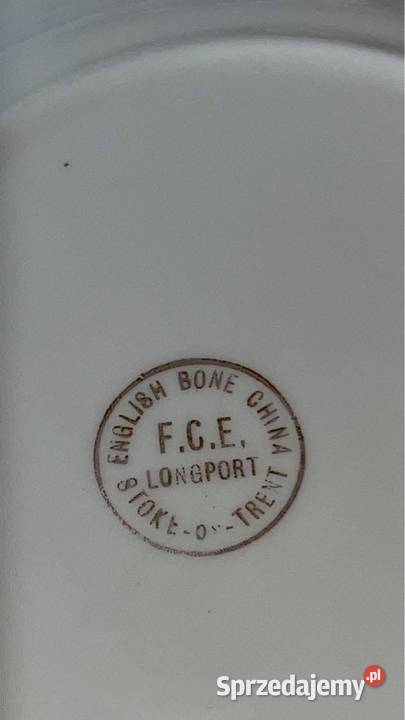 ENGLISH BONE CHINA
F.C.E.
LONGPORT
STOKE-ON-TRENT
Sprzedajemy.pl